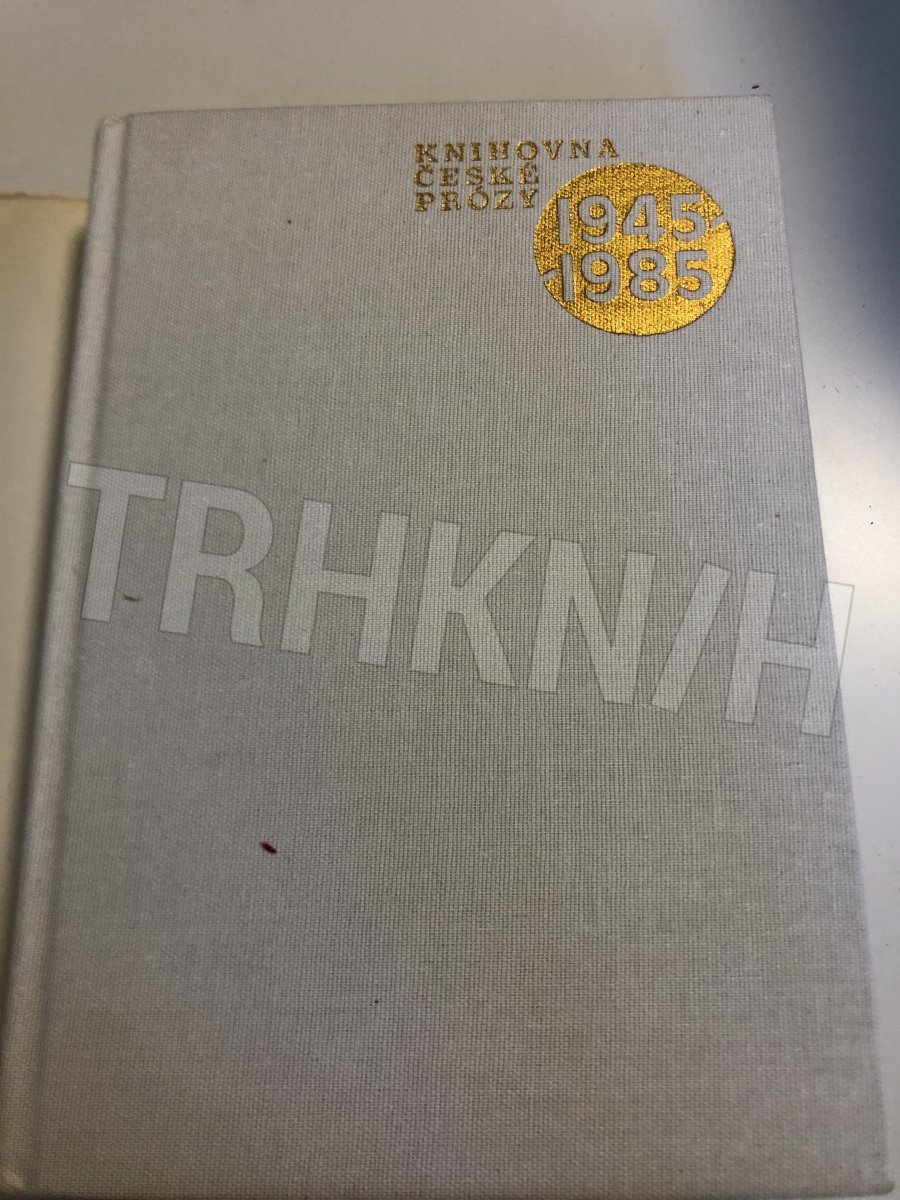 KNIHOVNA
ČESKÉ
PRÓZY
1945-
-1985
TRHKNIH